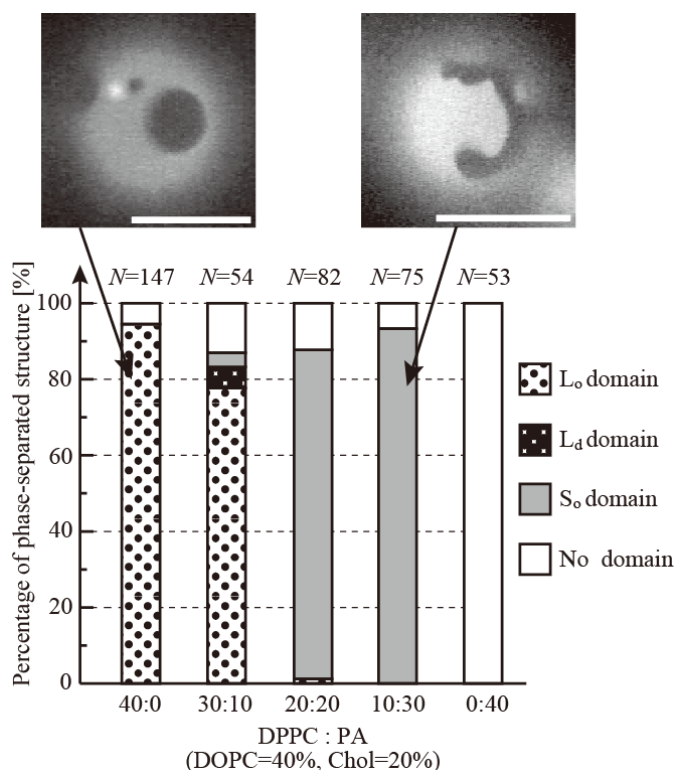 N=147 N=54 N=82 N=75 N=53
Percentage of phase-separated structure [%]
100
80
60
40
20
0
40:0 30:10 20:20 10:30 0:40
DPPC : PA
(DOPC=40%, Chol=20%)
Lo domain
Ld domain
So domain
No domain